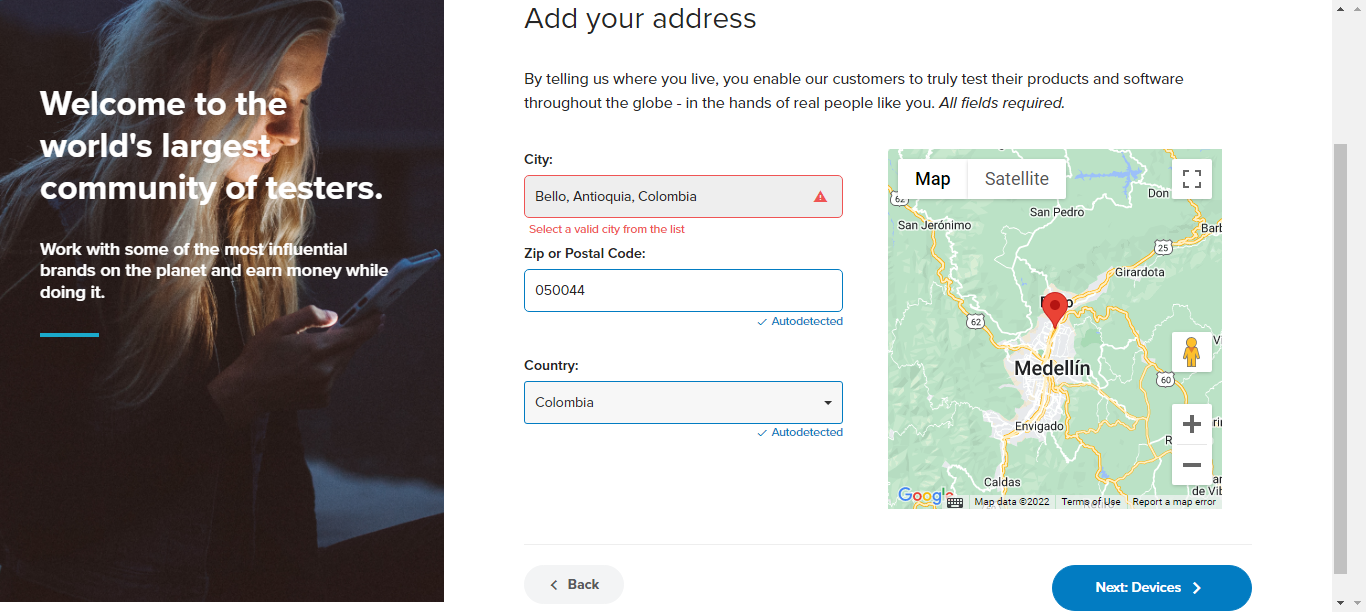 Welcome to the
world's largest
community of testers.
Work with some of the most influential
brands on the planet and earn money while
doing it.
Add your address
By telling us where you live, you enable our customers to truly test their products and software
throughout the globe - in the hands of real people like you. All fields required.
City:
Bello, Antioquia, Colombia
Select a valid city from the list
Zip or Postal Code:
050044
Autodetected
Country:
Colombia
Autodetected
Map
Satellite
62
Don
San Pedro
San Jerónimo
25
Girardota
62
Medellín
60
Envigado
Caldas
de
Google
Map data ©2022
Terms of Use
Report a map error
Back
Next: Devices